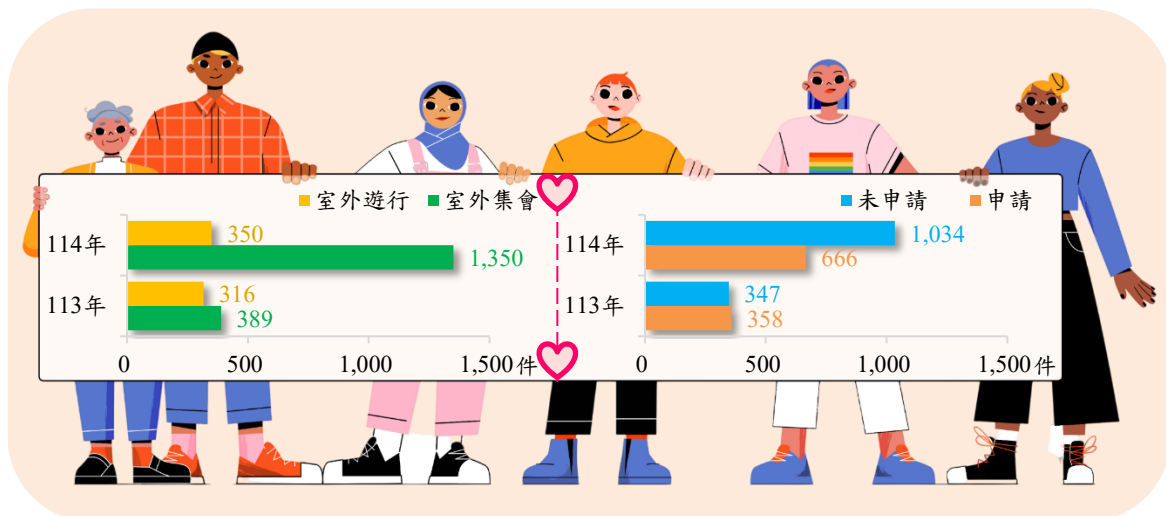 室外遊行 室外集會
114年
350
1,350
113年
316
389
0 500 1,000 1,500件
未申請 申請
114年
1,034
666
113年
347
358
0 500 1,000 1,500件